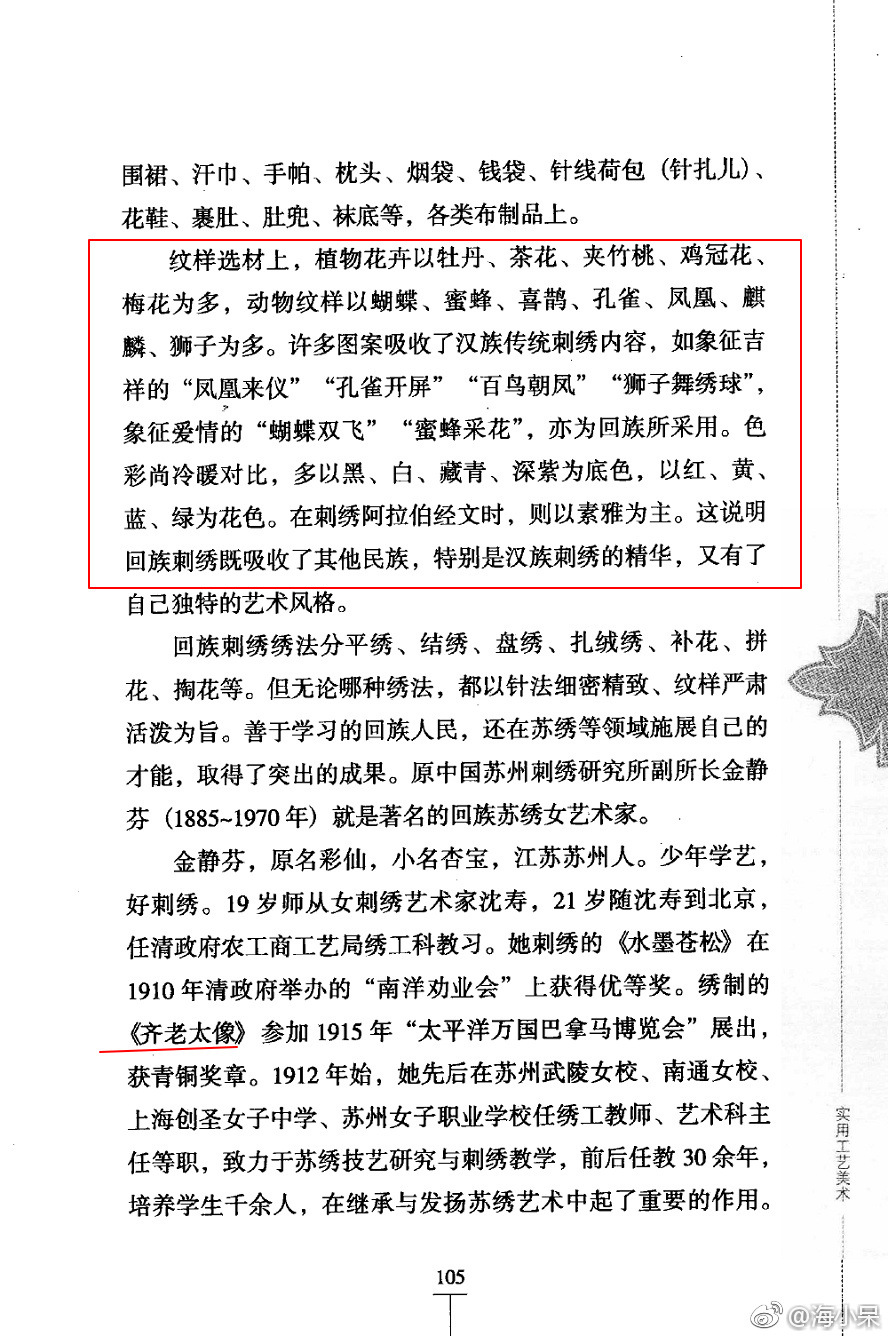 围裙、汗巾、手帕、枕头、烟袋、钱袋、针线荷包（针扎儿）、
花鞋、裹肚、肚兜、袜底等，各类布制品上。
纹样选材上，植物花卉以牡丹、茶花、夹竹桃、鸡冠花、
梅花为多，动物纹样以蝴蝶、蜜蜂、喜鹊、孔雀、凤凰、麒
麟、狮子为多。许多图案吸收了汉族传统刺绣内容，如象征吉
祥的“凤凰来仪”“孔雀开屏”“百鸟朝凤”“狮子舞绣球”，
象征爱情的“蝴蝶双飞”“蜜蜂采花”，亦为回族所采用。色
彩尚冷暖对比，多以黑、白、藏青、深紫为底色，以红、黄、
蓝、绿为花色。在刺绣阿拉伯经文时，则以素雅为主。这说明
回族刺绣既吸收了其他民族，特别是汉族刺绣的精华，又有了
自己独特的艺术风格。
回族刺绣绣法分平绣、结绣、盘绣、扎绒绣、补花、拼
花、掏花等。但无论哪种绣法，都以针法细密精致、纹样严肃
活泼为旨。善于学习的回族人民，还在苏绣等领域施展自己的
才能，取得了突出的成果。原中国苏州刺绣研究所副所长金静
芬（1885~1970年）就是著名的回族苏绣女艺术家。
金静芬，原名彩仙，小名杏宝，江苏苏州人。少年学艺，
好刺绣。19岁师从女刺绣艺术家沈寿，21岁随沈寿到北京，
任清政府农工商工艺局绣工科教习。她刺绣的《水墨苍松》在
1910年清政府举办的“南洋劝业会”上获得优等奖。绣制的
《齐老太像》参加1915年“太平洋万国巴拿马博览会”展出，
获青铜奖章。1912年始，她先后在苏州武陵女校、南通女校、
上海创圣女子中学、苏州女子职业学校任绣工教师、艺术科主
任等职，致力于苏绣技艺研究与刺绣教学，前后任教30余年，
培养学生千余人，在继承与发扬苏绣艺术中起了重要的作用。
实用工艺美术
105
@海小呆